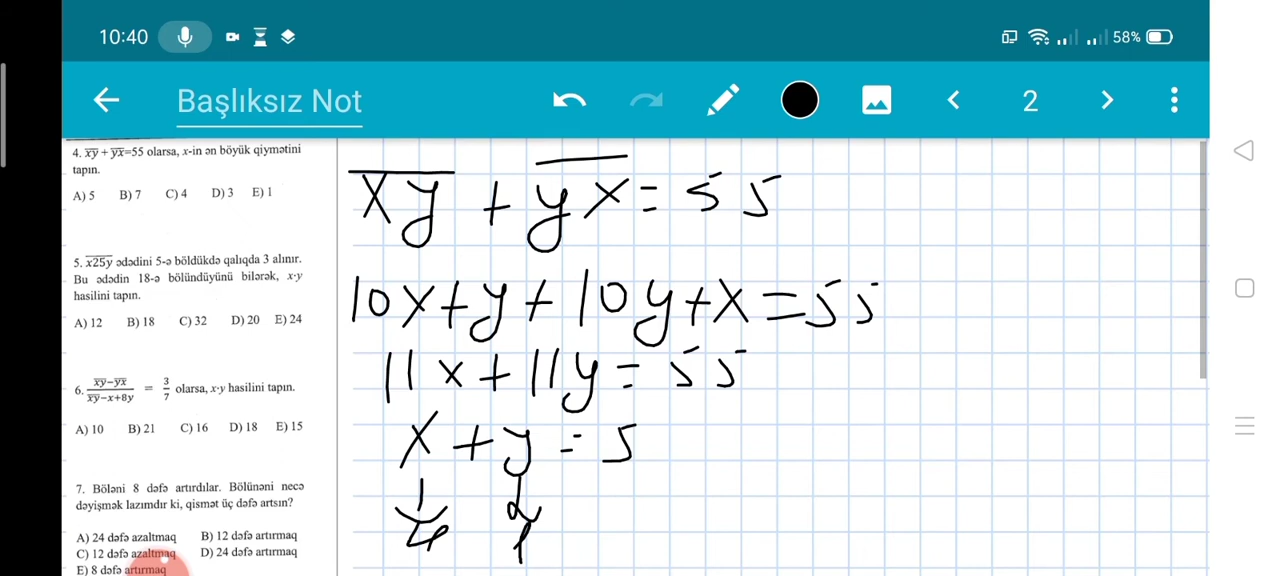 10:40 58%
Başlıksız Not 2
4. xy + yx=55 olarsa, x-in ən böyük qiymətini
tapın.
A) 5 B) 7 C) 4 D) 3 E) 1
5. x25y ədədini 5-ə böldükdə qalıqda 3 alınır.
Bu ədədin 18-ə bölündüyünü bilərək, x·y
hasilini tapın.
A) 12 B) 18 C) 32 D) 20 E) 24
6. xy−yx / xy−x+8y = 3/7 olarsa, x·y hasilini tapın.
A) 10 B) 21 C) 16 D) 18 E) 15
7. Böləni 8 dəfə artırdılar. Bölünəni necə
dəyişmək lazımdır ki, qismət üç dəfə artsın?
A) 24 dəfə azaltmaq B) 12 dəfə artırmaq
C) 12 dəfə azaltmaq D) 24 dəfə artırmaq
E) 8 dəfə artırmaq
xy + yx = 55
10x+y+10y+x=55
11x+11y=55
x+y=5